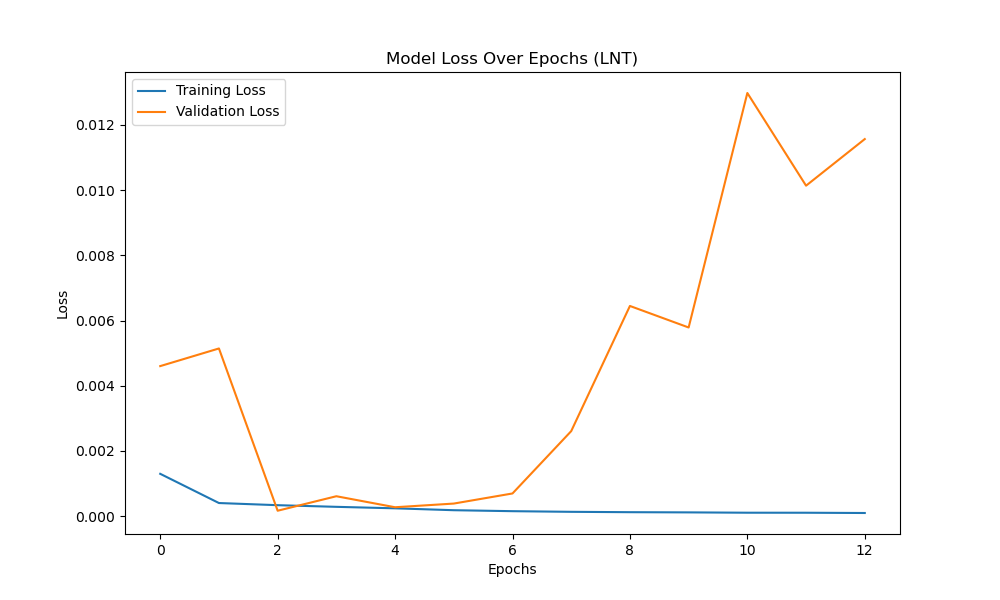 Model Loss Over Epochs (LNT)
Training Loss
Validation Loss
0.012
0.010
0.008
0.006
0.004
0.002
0.000
Loss
0 2 4 6 8 10 12
Epochs